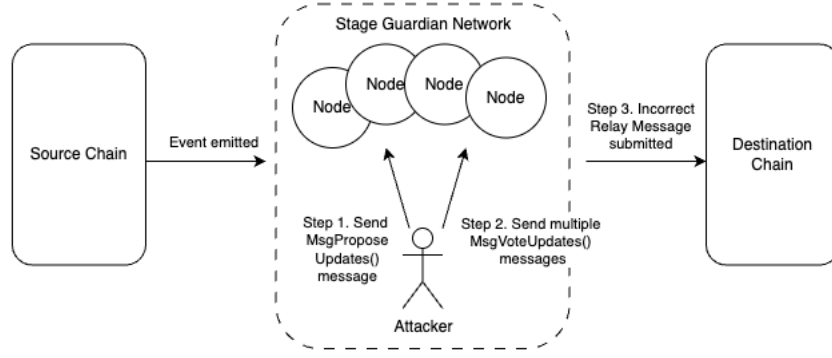 Stage Guardian Network
Node
Node
Node
Node
Source Chain
Event emitted
Step 3. Incorrect
Relay Message
submitted
Destination
Chain
Step 1. Send
MsgPropose
Updates()
message
Step 2. Send multiple
MsgVoteUpdates()
messages
Attacker